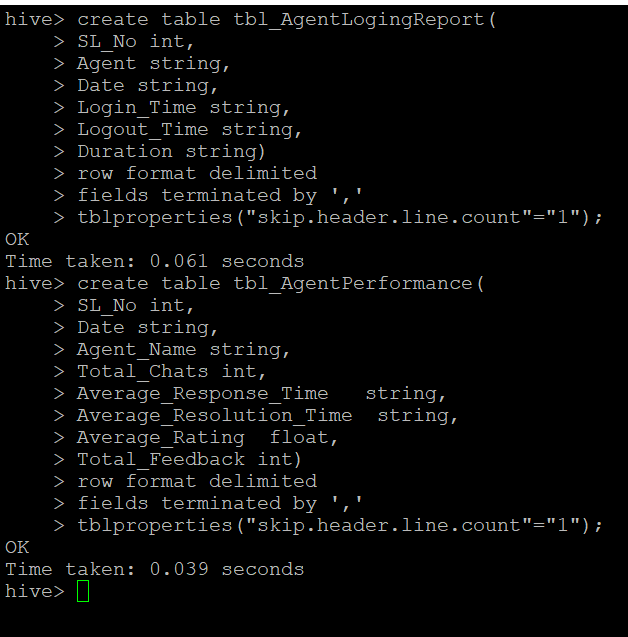 hive> create table tbl_AgentLogingReport(
    > SL_No int,
    > Agent string,
    > Date string,
    > Login_Time string,
    > Logout_Time string,
    > Duration string)
    > row format delimited
    > fields terminated by ','
    > tblproperties("skip.header.line.count"="1");
OK
Time taken: 0.061 seconds
hive> create table tbl_AgentPerformance(
    > SL_No int,
    > Date string,
    > Agent_Name string,
    > Total_Chats int,
    > Average_Response_Time   string,
    > Average_Resolution_Time  string,
    > Average_Rating  float,
    > Total_Feedback int)
    > row format delimited
    > fields terminated by ','
    > tblproperties("skip.header.line.count"="1");
OK
Time taken: 0.039 seconds
hive>